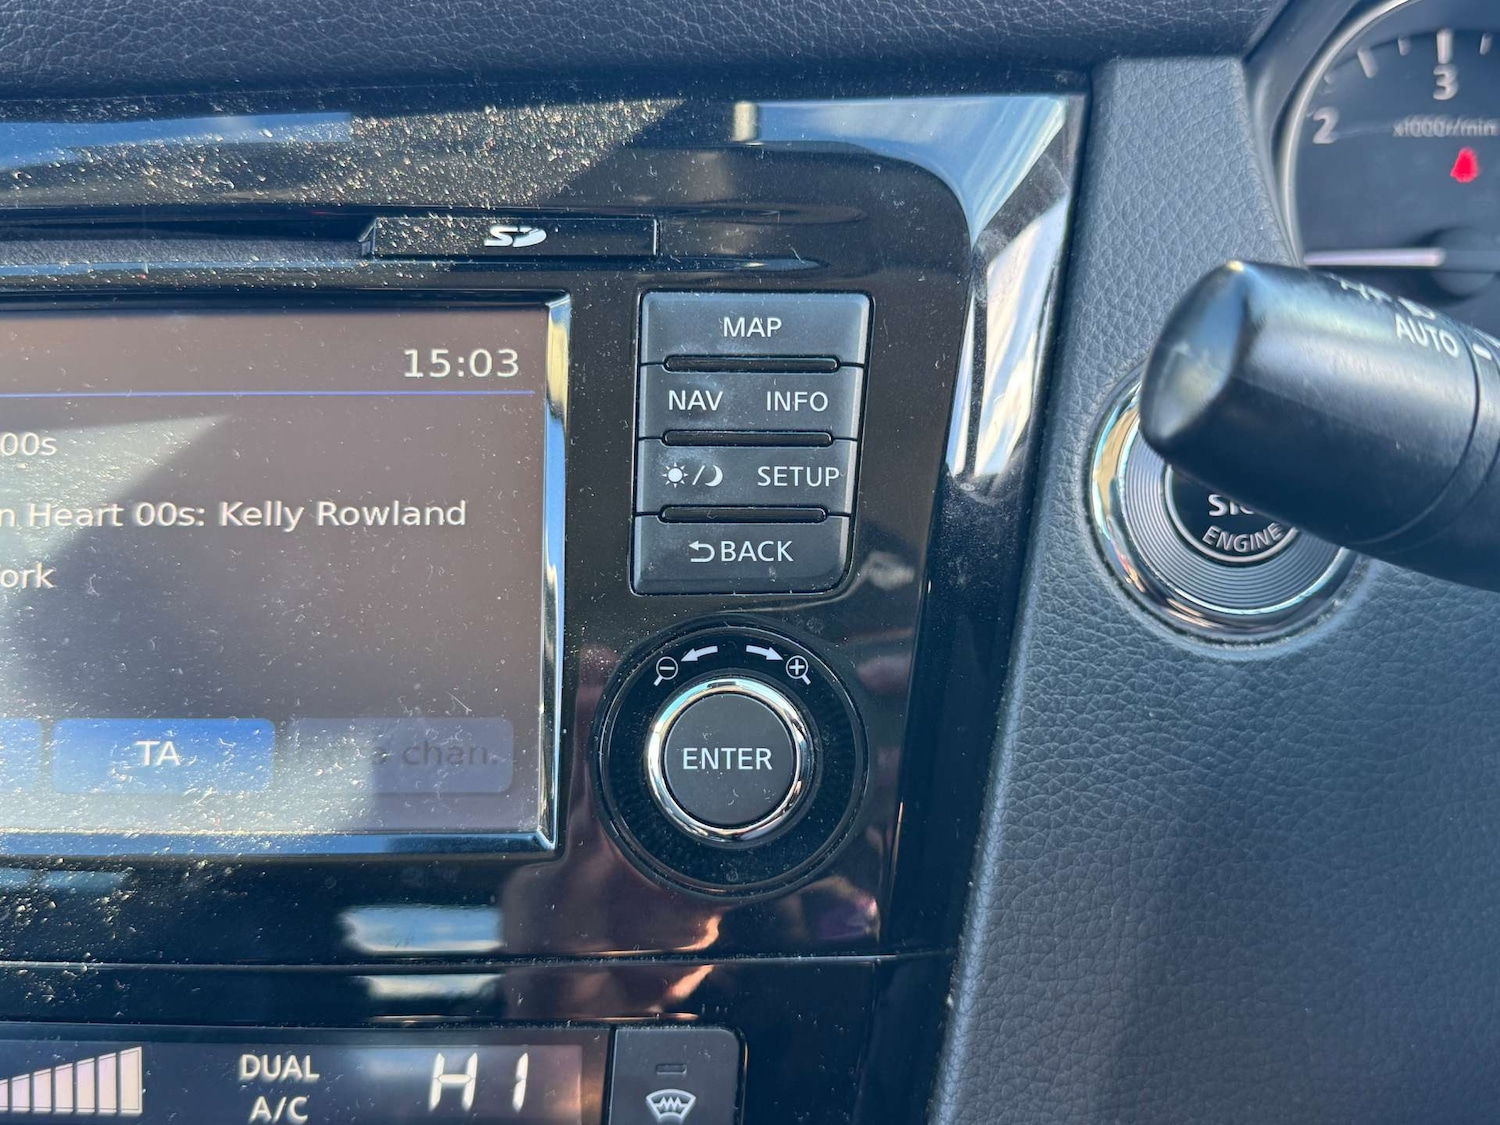 3
2
x1000r/min
SD
MAP
15:03
NAV INFO
AUTO
00s
SETUP
n Heart 00s: Kelly Rowland
ENGINE
BACK
ork
ENTER
TA
chan.
DUAL
HI
A/C